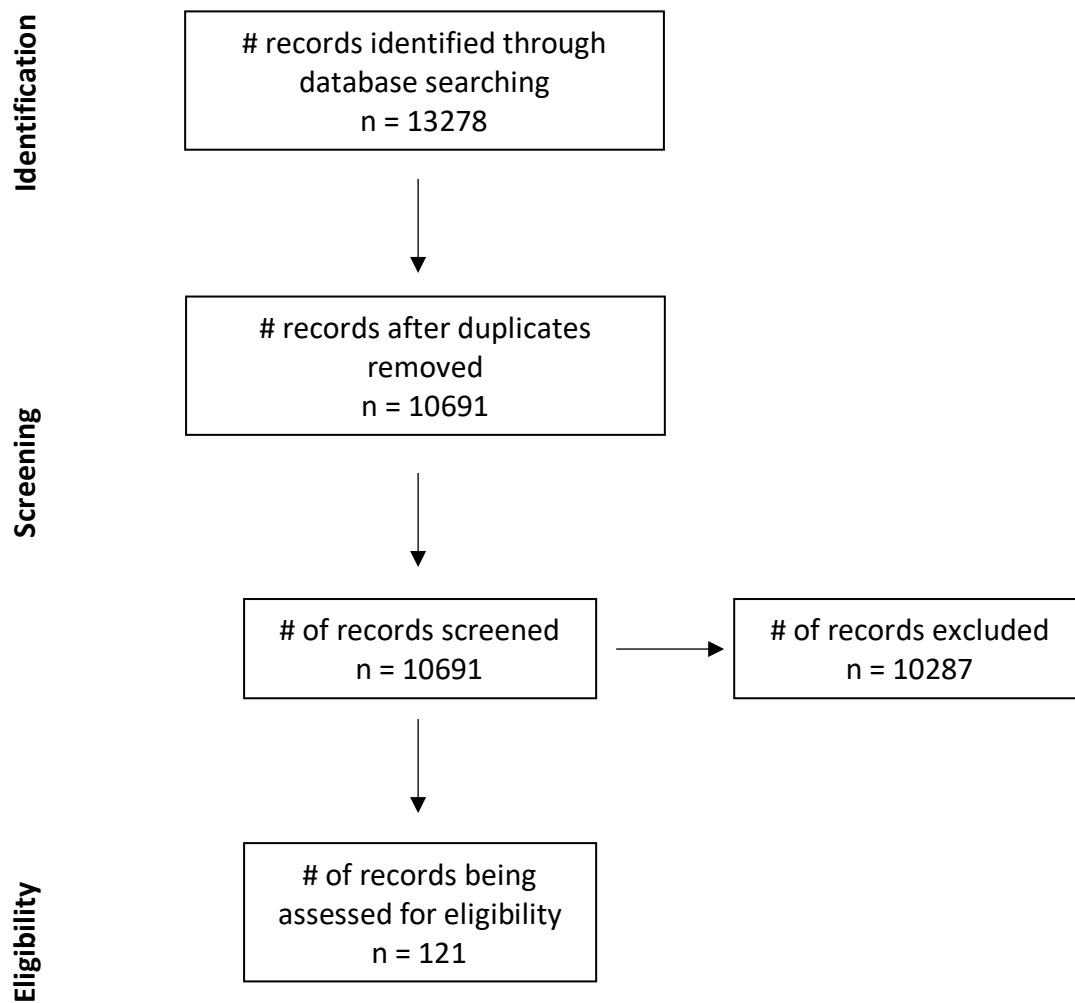 Identification
# records identified through
database searching
n = 13278
Screening
# records after duplicates
removed
n = 10691
# of records screened
n = 10691
# of records excluded
n = 10287
Eligibility
# of records being
assessed for eligibility
n = 121